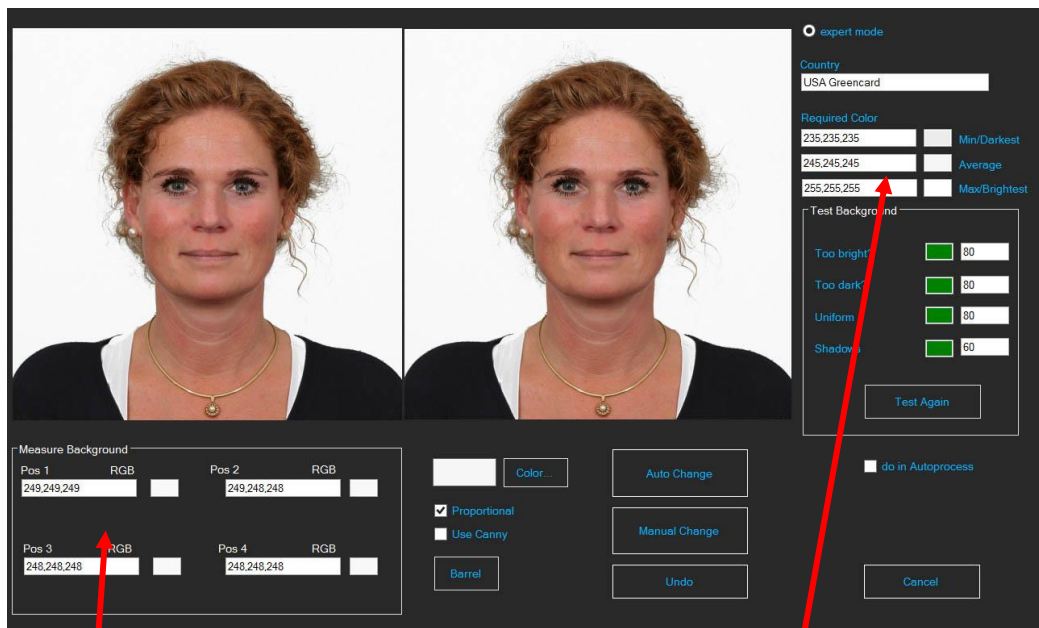 expert mode
Country
USA Greencard
Required Color
235,235,235 Min/Darkest
245,245,245 Average
255,255,255 Max/Brightest
Test Background
Too bright? 80
Too dark? 80
Uniform 80
Shadows 60
Test Again
Measure Background
Pos 1 RGB Pos 2 RGB
249,249,249 249,248,248
Pos 3 RGB Pos 4 RGB
248,248,248 248,248,248
Color...
Proportional
Use Canny
Barrel
Auto Change
Manual Change
Undo
do in Autoprocess
Cancel